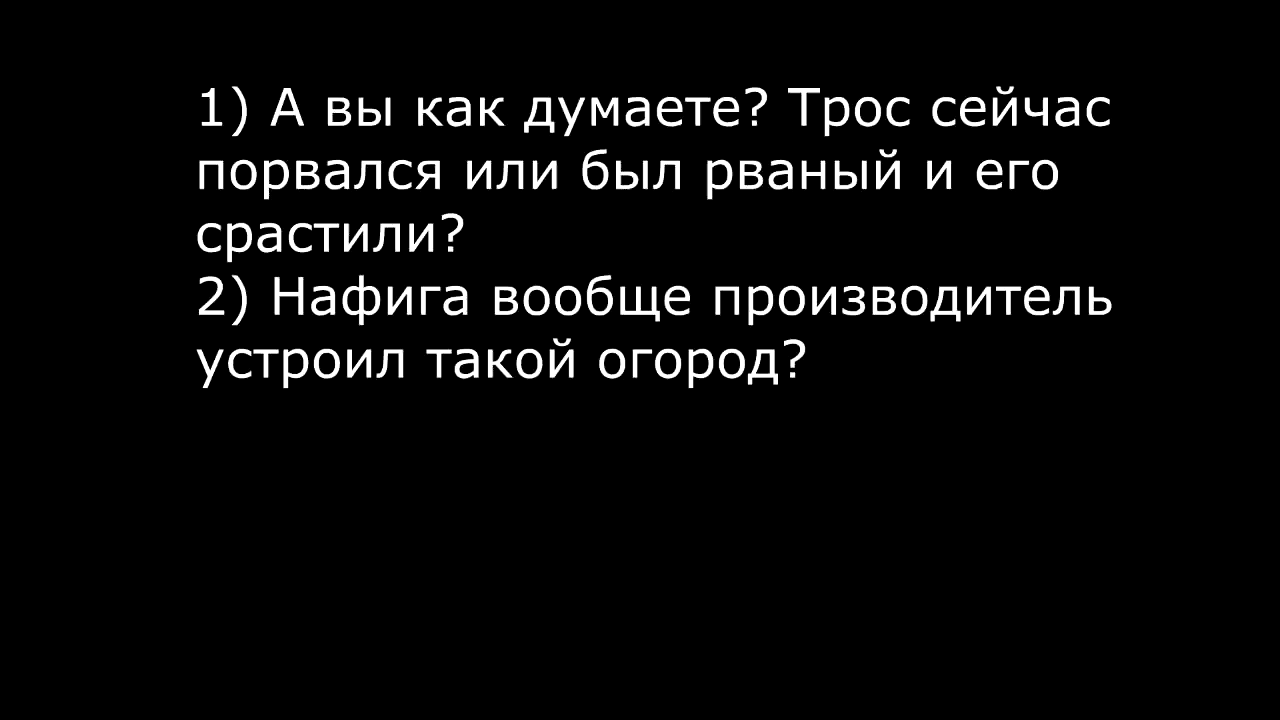 1) А вы как думаете? Трос сейчас
порвался или был рваный и его
срастили?
2) Нафига вообще производитель
устроил такой огород?